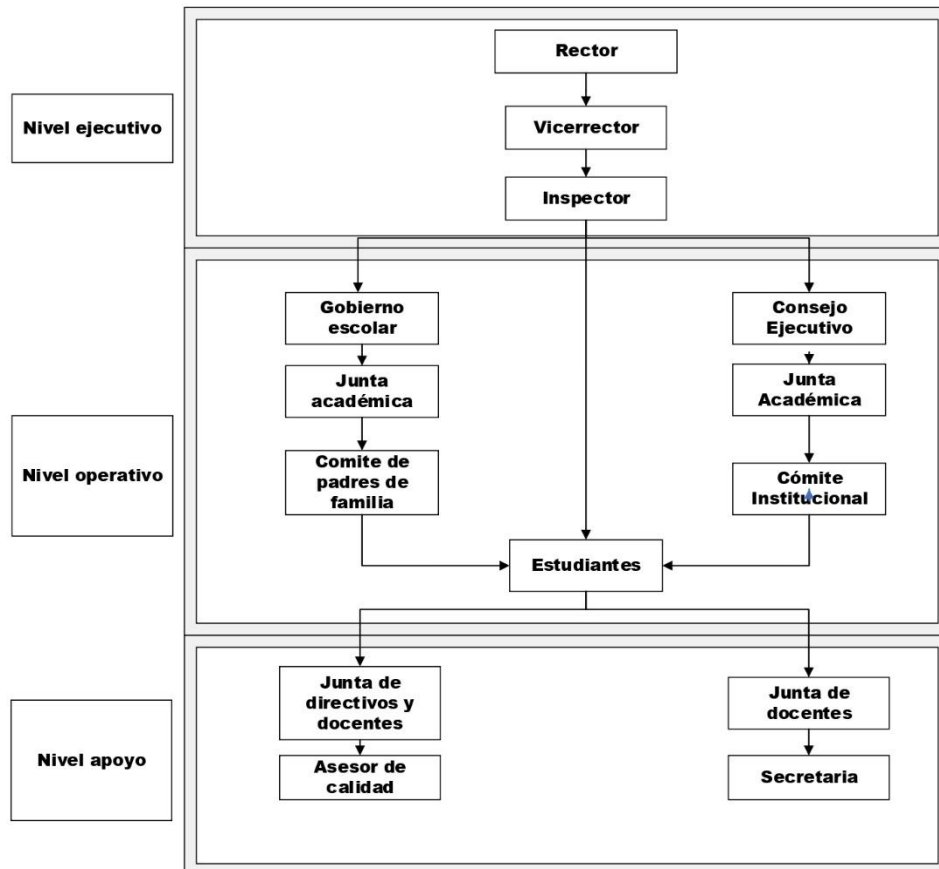 Nivel ejecutivo
Rector
Vicerrector
Inspector
Nivel operativo
Gobierno
escolar
Junta
académica
Comite de
padres de
familia
Consejo
Ejecutivo
Junta
Académica
Cómite
Institucional
Estudiantes
Nivel apoyo
Junta de
directivos y
docentes
Asesor de
calidad
Junta de
docentes
Secretaria